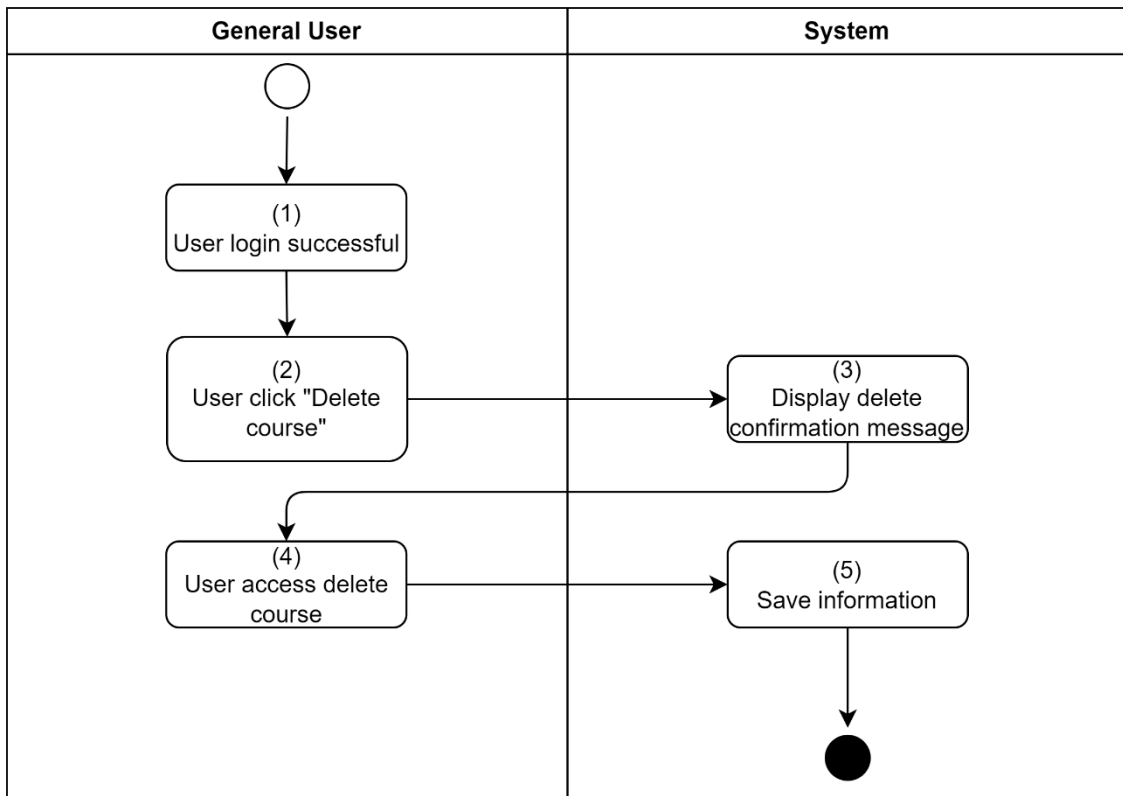 General User
System
(1)
User login successful
(2)
User click "Delete
course"
(3)
Display delete
confirmation message
(4)
User access delete
course
(5)
Save information